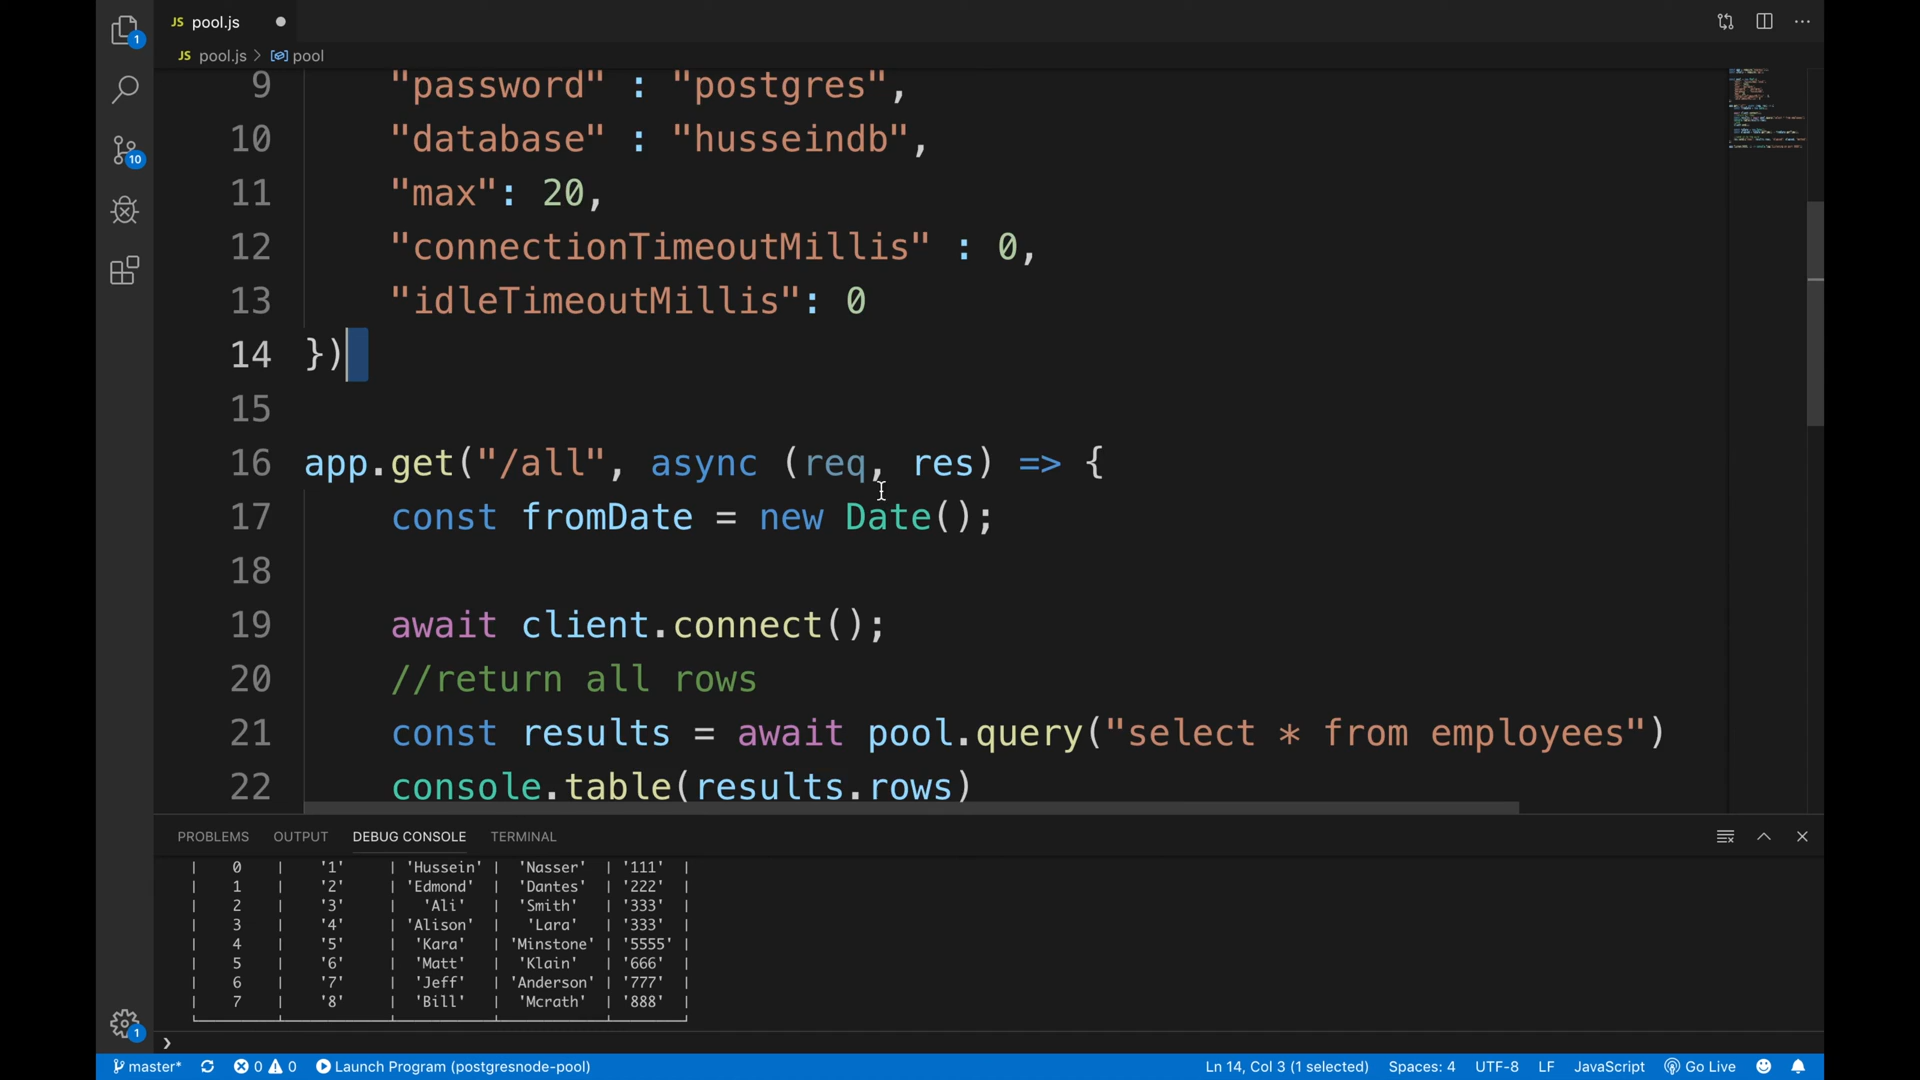 JS pool.js
JS pool.js > pool
9 "password" : "postgres",
10 "database" : "husseindb",
11 "max": 20,
12 "connectionTimeoutMillis" : 0,
13 "idleTimeoutMillis": 0
14 })
15
16 app.get("/all", async (req, res) => {
17 const fromDate = new Date();
18
19 await client.connect();
20 //return all rows
21 const results = await pool.query("select * from employees")
22 console.table(results.rows)
1
10
1
PROBLEMS OUTPUT DEBUG CONSOLE TERMINAL
| 0 | '1' | 'Hussein' | 'Nasser' | '111' |
| 1 | '2' | 'Edmond' | 'Dantes' | '222' |
| 2 | '3' | 'Ali' | 'Smith' | '333' |
| 3 | '4' | 'Alison' | 'Lara' | '333' |
| 4 | '5' | 'Kara' | 'Minstone' | '5555' |
| 5 | '6' | 'Matt' | 'Klain' | '666' |
| 6 | '7' | 'Jeff' | 'Anderson' | '777' |
| 7 | '8' | 'Bill' | 'Mcrath' | '888' |
master* 0 0 Launch Program (postgresnode-pool) Ln 14, Col 3 (1 selected) Spaces: 4 UTF-8 LF JavaScript Go Live